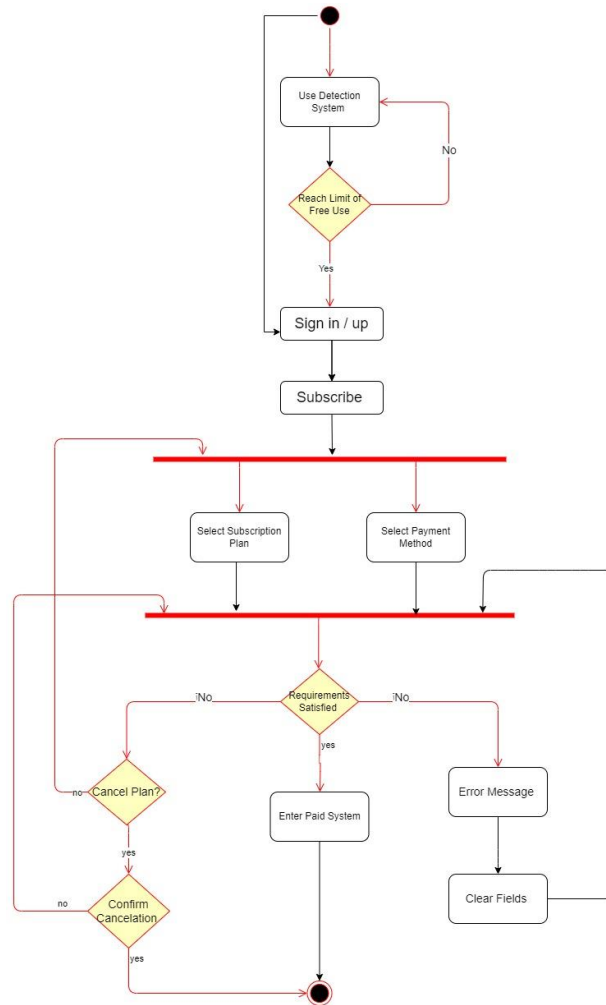 Use Detection
System
No
Reach Limit of
Free Use
Yes
Sign in / up
Subscribe
Select Subscription
Plan
Select Payment
Method
Requirements
Satisfied
iNo
iNo
yes
Cancel Plan?
no
Enter Paid System
Error Message
yes
Confirm
Cancelation
no
Clear Fields
yes